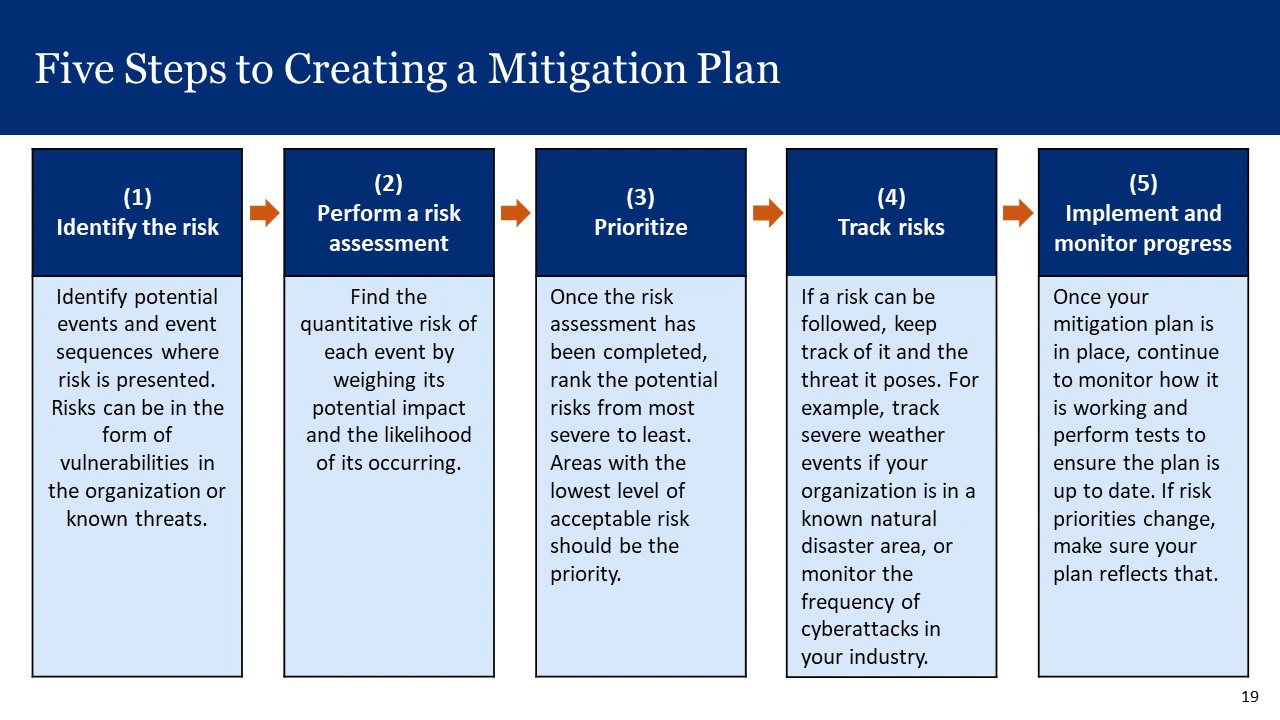 Five Steps to Creating a Mitigation Plan
(1)
Identify the risk
Identify potential
events and event
sequences where
risk is presented.
Risks can be in the
form of
vulnerabilities in
the organization or
known threats.
(2)
Perform a risk
assessment
Find the
quantitative risk of
each event by
weighing its
potential impact
and the likelihood
of its occurring.
(3)
Prioritize
Once the risk
assessment has
been completed,
rank the potential
risks from most
severe to least.
Areas with the
lowest level of
acceptable risk
should be the
priority.
(4)
Track risks
If a risk can be
followed, keep
track of it and the
threat it poses. For
example, track
severe weather
events if your
organization is in a
known natural
disaster area, or
monitor the
frequency of
cyberattacks in
your industry.
(5)
Implement and
monitor progress
Once your
mitigation plan is
in place, continue
to monitor how it
is working and
perform tests to
ensure the plan is
up to date. If risk
priorities change,
make sure your
plan reflects that.
19